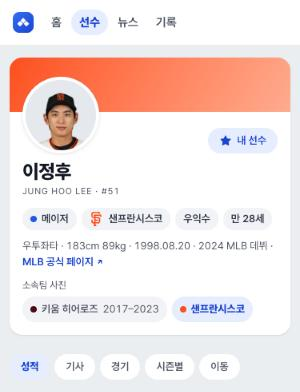 홈 선수 뉴스 기록
내 선수
이정후
JUNG HOO LEE · #51
메이저 샌프란시스코 우익수 만 28세
우투좌타 · 183cm 89kg · 1998.08.20 · 2024 MLB 데뷔 ·
MLB 공식 페이지 ↗
소속팀 사진
키움 히어로즈 2017–2023 샌프란시스코
성적 기사 경기 시즌별 이동